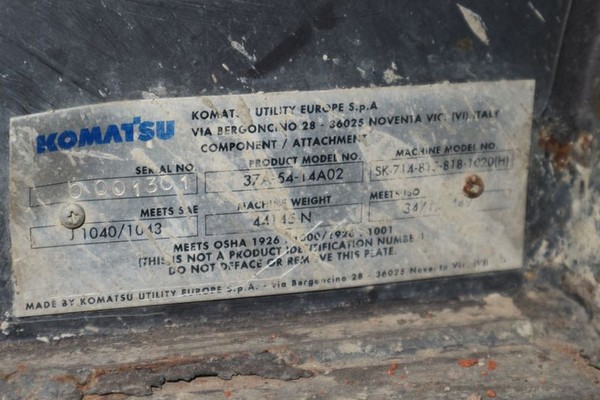 KOMATSU
UTILITY EUROPE S.p.A
VIA BERGONCINO 28 - 36025 NOVENTA VIC. (VI) ITALY
COMPONENT / ATTACHMENT
SERIAL NO PRODUCT MODEL NO. MACHINE MODEL NO
37A-54-14A02
MEETS SAE MACHINE WEIGHT MEETS ISO
J1040/1043
MEETS OSHA 1926
(THIS IS NOT A PRODUCT IDENTIFICATION NUMBER)
DO NOT DEFACE OR REMOVE THIS PLATE.
MADE BY KOMATSU UTILITY EUROPE S.p.A. - via Bergoncino 28 - 36025 Noventa Vic. (VI)